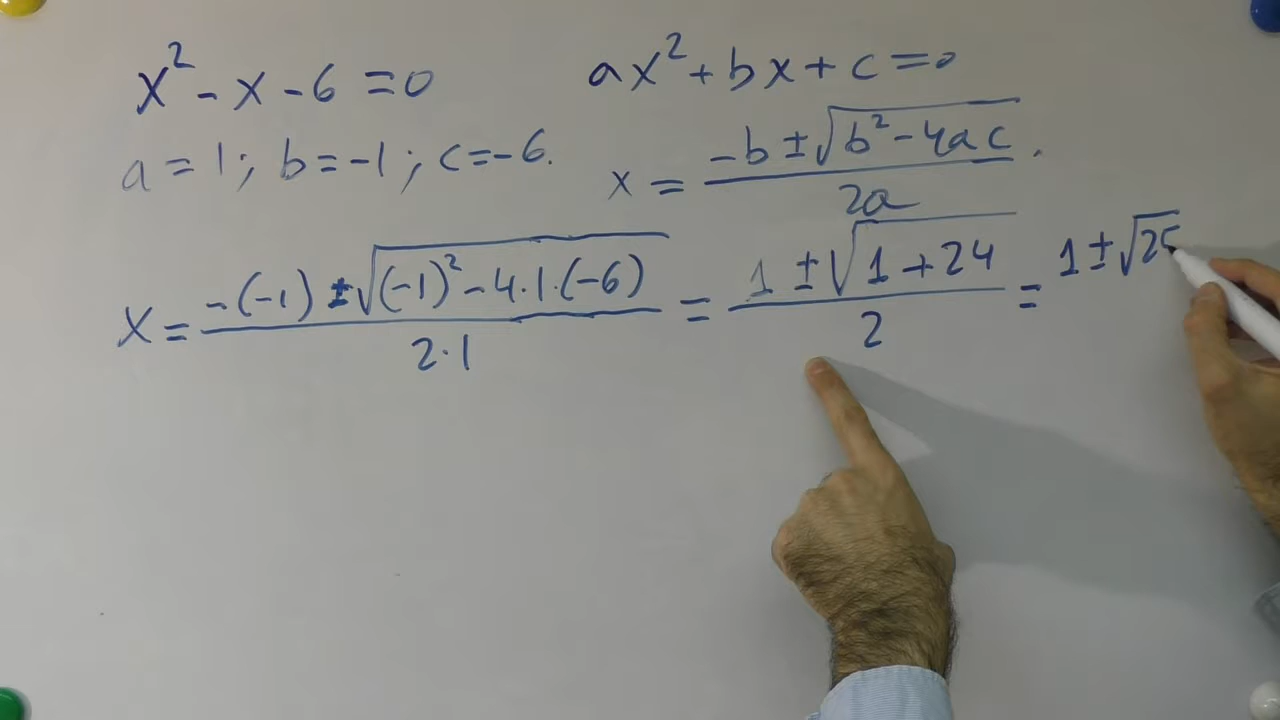 x² - x - 6 = 0
ax² + bx + c = 0
a = 1; b = -1; c = -6.
x = (-b ± √(b² - 4ac)) / 2a.
x = (-(-1) ± √((-1)² - 4·1·(-6))) / 2·1 = (1 ± √(1 + 24)) / 2 = 1 ± √25